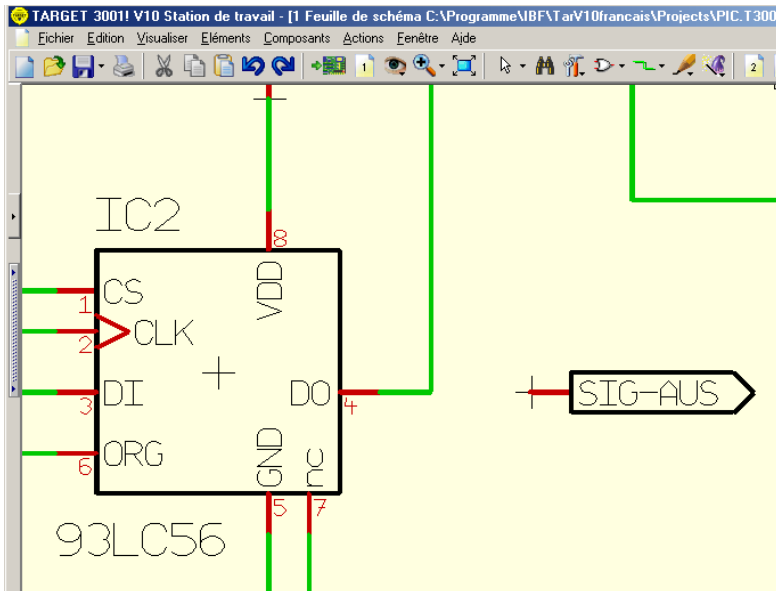 TARGET 3001! V10 Station de travail - [1 Feuille de schéma C:\Programme\IBF\TarV10francais\Projects\PIC.T300
Fichier Edition Visualiser Eléments Composants Actions Fenêtre Aide
1 2
IC2
8
VDD
CS
1
CLK
2
DI
3
DO
4
SIG-AUS
ORG
6
GND
nc
5
7
93LC56